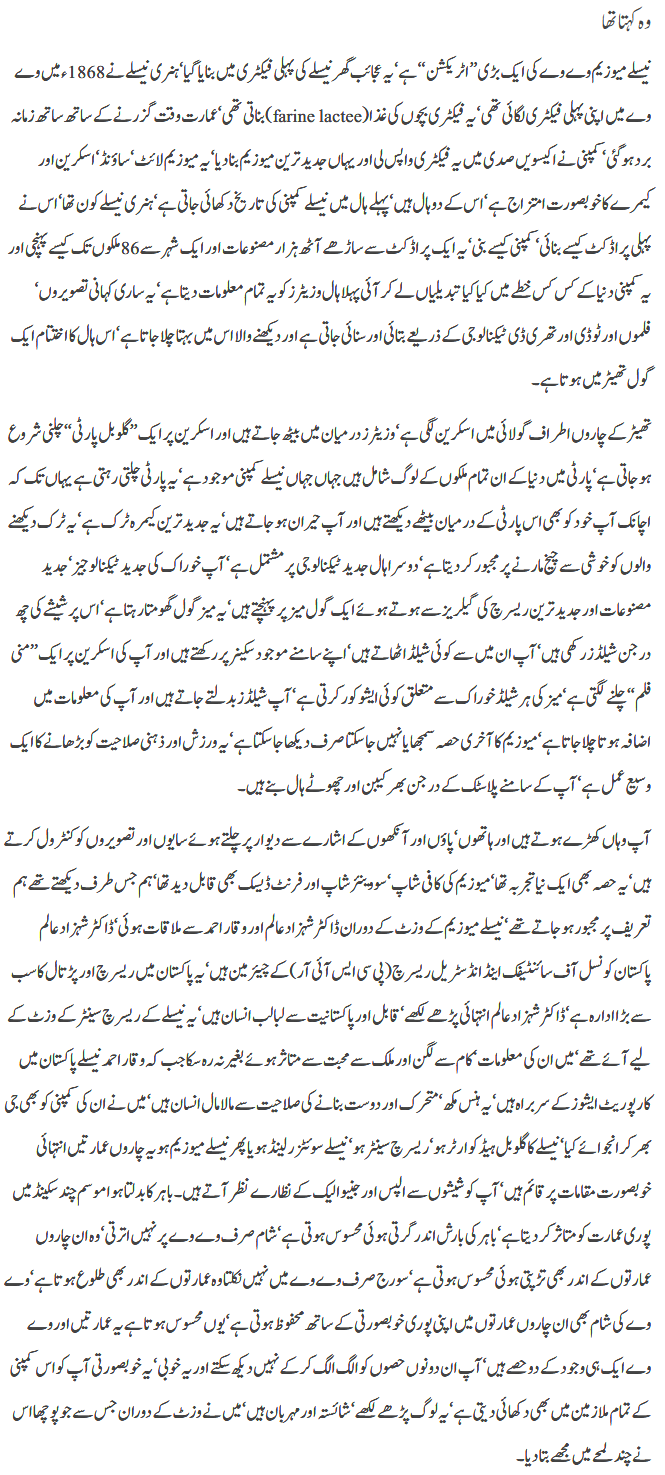 وہ کہتا تھا
نیسلے میوزیم وے وے کی ایک بڑی ’’اٹریکشن‘‘ ہے‘ یہ عجائب گھر نیسلے کی پہلی فیکٹری میں بنایا گیا‘ ہنری نیسلے نے 1868ء میں وے
وے میں اپنی پہلی فیکٹری لگائی تھی‘ یہ فیکٹری بچوں کی غذا(farine lactee)بناتی تھی‘ عمارت وقت گزرنے کے ساتھ ساتھ زمانہ
برد ہو گئی‘ کمپنی نے اکیسویں صدی میں یہ فیکٹری واپس لی اور یہاں جدید ترین میوزیم بنا دیا‘ یہ میوزیم لائٹ‘ ساؤنڈ‘ اسکرین اور
کیمرے کا خوبصورت امتزاج ہے‘ اس کے دو ہال ہیں‘ پہلے ہال میں نیسلے کمپنی کی تاریخ دکھائی جاتی ہے‘ ہنری نیسلے کون تھا‘ اس نے
پہلی پراڈکٹ کیسے بنائی‘ کمپنی کیسے بنی‘ یہ ایک پراڈکٹ سے ساڑھے آٹھ ہزار مصنوعات اور ایک شہر سے 86 ملکوں تک کیسے پہنچی اور
یہ کمپنی دنیا کے کس کس خطے میں کیا کیا تبدیلیاں لے کر آئی پہلا ہال وزیٹرز کو یہ تمام معلومات دیتا ہے‘ یہ ساری کہانی تصویروں‘
فلموں اور ٹو ڈی اور تھری ڈی ٹیکنالوجی کے ذریعے بتائی اور سنائی جاتی ہے اور دیکھنے والا اس میں بہتا چلا جاتا ہے‘ اس ہال کا اختتام ایک
گول تھیٹر میں ہوتا ہے۔
تھیٹر کے چاروں اطراف گولائی میں اسکرین لگی ہے‘ وزیٹرز درمیان میں بیٹھ جاتے ہیں اور اسکرین پر ایک ’’گلوبل پارٹی‘‘ چلنی شروع
ہو جاتی ہے‘ پارٹی میں دنیا کے ان تمام ملکوں کے لوگ شامل ہیں جہاں جہاں نیسلے کمپنی موجود ہے‘ یہ پارٹی چلتی رہتی ہے یہاں تک کہ
اچانک آپ خود کو بھی اس پارٹی کے درمیان بیٹھے دیکھتے ہیں اور آپ حیران ہو جاتے ہیں‘ یہ جدید ترین کیمرہ ٹرک ہے‘ یہ ٹرک دیکھنے
والوں کو خوشی سے چیخ مارنے پر مجبور کر دیتا ہے‘ دوسرا ہال جدید ٹیکنالوجی پر مشتمل ہے‘ آپ خوراک کی جدید ٹیکنالوجیز‘ جدید
مصنوعات اور جدید ترین ریسرچ کی گیلریز سے ہوتے ہوئے ایک گول میز پر پہنچتے ہیں‘ یہ میز گول گھومتا رہتا ہے‘ اس پر شیشے کی چھ
درجن شیلڈز رکھی ہیں‘ آپ ان میں سے کوئی شیلڈ اٹھاتے ہیں‘ اپنے سامنے موجود سکینر پر رکھتے ہیں اور آپ کی اسکرین پر ایک ’’منی
فلم‘‘ چلنے لگتی ہے‘ میز کی ہر شیلڈ خوراک سے متعلق کوئی ایشو کور کرتی ہے‘ آپ شیلڈز بدلتے جاتے ہیں اور آپ کی معلومات میں
اضافہ ہوتا چلا جاتا ہے‘ میوزیم کا آخری حصہ سمجھایا نہیں جا سکتا صرف دیکھا جا سکتا ہے‘ یہ ورزش اور ذہنی صلاحیت کو بڑھانے کا ایک
وسیع عمل ہے‘ آپ کے سامنے پلاسٹک کے درجن بھر کیبن اور چھوٹے ہال بنے ہیں۔
آپ وہاں کھڑے ہوتے ہیں اور ہاتھوں‘ پاؤں اور آنکھوں کے اشارے سے دیوار پر چلتے ہوئے سایوں اور تصویروں کو کنٹرول کرتے
ہیں‘ یہ حصہ بھی ایک نیا تجربہ تھا‘ میوزیم کی کافی شاپ‘ سووینئر شاپ اور فرنٹ ڈیسک بھی قابل دید تھا‘ ہم جس طرف دیکھتے تھے ہم
تعریف پر مجبور ہو جاتے تھے‘ نیسلے میوزیم کے وزٹ کے دوران ڈاکٹر شہزاد عالم اور وقار احمد سے ملاقات ہوئی‘ ڈاکٹر شہزاد عالم
پاکستان کونسل آف سائنٹیفک اینڈ انڈسٹریل ریسرچ (پی سی ایس آئی آر) کے چیئرمین ہیں‘ یہ پاکستان میں ریسرچ اور پڑتال کا سب
سے بڑا ادارہ ہے‘ ڈاکٹر شہزاد عالم انتہائی پڑھے لکھے‘ قابل اور پاکستانیت سے لبالب انسان ہیں‘ یہ نیسلے کے ریسرچ سینٹر کے وزٹ کے
لیے آئے تھے‘ میں ان کی معلومات‘ کام سے لگن اور ملک سے محبت سے متاثر ہوئے بغیر نہ رہ سکا جب کہ وقار احمد نیسلے پاکستان میں
کارپوریٹ ایشوز کے سربراہ ہیں‘ یہ ہنس مکھ‘ متحرک اور دوست بنانے کی صلاحیت سے مالا مال انسان ہیں‘ میں نے ان کی کمپنی کو بھی جی
بھر کر انجوائے کیا‘ نیسلے کا گلوبل ہیڈ کوارٹر ہو‘ ریسرچ سینٹر ہو‘ نیسلے سوئٹزر لینڈ ہو یا پھر نیسلے میوزیم ہو یہ چاروں عمارتیں انتہائی
خوبصورت مقامات پر قائم ہیں‘ آپ کو شیشوں سے الپس اور جنیوا لیک کے نظارے نظر آتے ہیں۔ باہر کا بدلتا ہوا موسم چند سکینڈ میں
پوری عمارت کو متاثر کر دیتا ہے‘ باہر کی بارش اندر گرتی ہوئی محسوس ہوتی ہے‘ شام صرف وے وے پر نہیں اترتی‘ وہ ان چاروں
عمارتوں کے اندر بھی تڑپتی ہوئی محسوس ہوتی ہے‘ سورج صرف وے وے میں نہیں نکلتا وہ عمارتوں کے اندر بھی طلوع ہوتا ہے‘ وے
وے کی شام بھی ان چاروں عمارتوں میں اپنی پوری خوبصورتی کے ساتھ محفوظ ہوتی ہے‘ یوں محسوس ہوتا ہے یہ عمارتیں اور وے
وے ایک ہی وجود کے دو حصے ہیں‘ آپ ان دونوں حصوں کو الگ الگ کر کے نہیں دیکھ سکتے اور یہ خوبی‘ یہ خوبصورتی آپ کو اس کمپنی
کے تمام ملازمین میں بھی دکھائی دیتی ہے‘ یہ لوگ پڑھے لکھے‘ شائستہ اور مہربان ہیں‘ میں نے وزٹ کے دوران جس سے جو پوچھا اس
نے چند لمحے میں مجھے بتا دیا۔